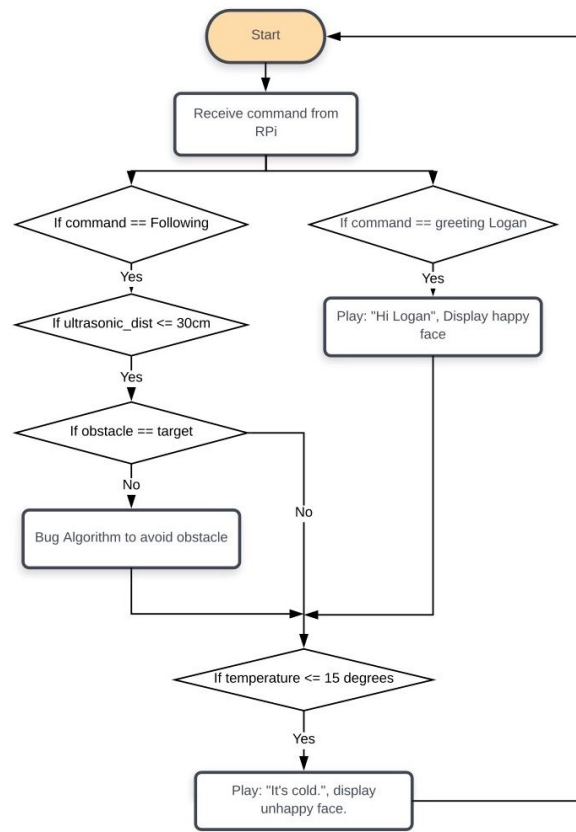 Start
Receive command from
RPi
If command == Following
If command == greeting Logan
Yes
Yes
If ultrasonic_dist <= 30cm
Play: "Hi Logan", Display happy
face
Yes
If obstacle == target
No
No
Bug Algorithm to avoid obstacle
If temperature <= 15 degrees
Yes
Play: "It's cold.", display
unhappy face.